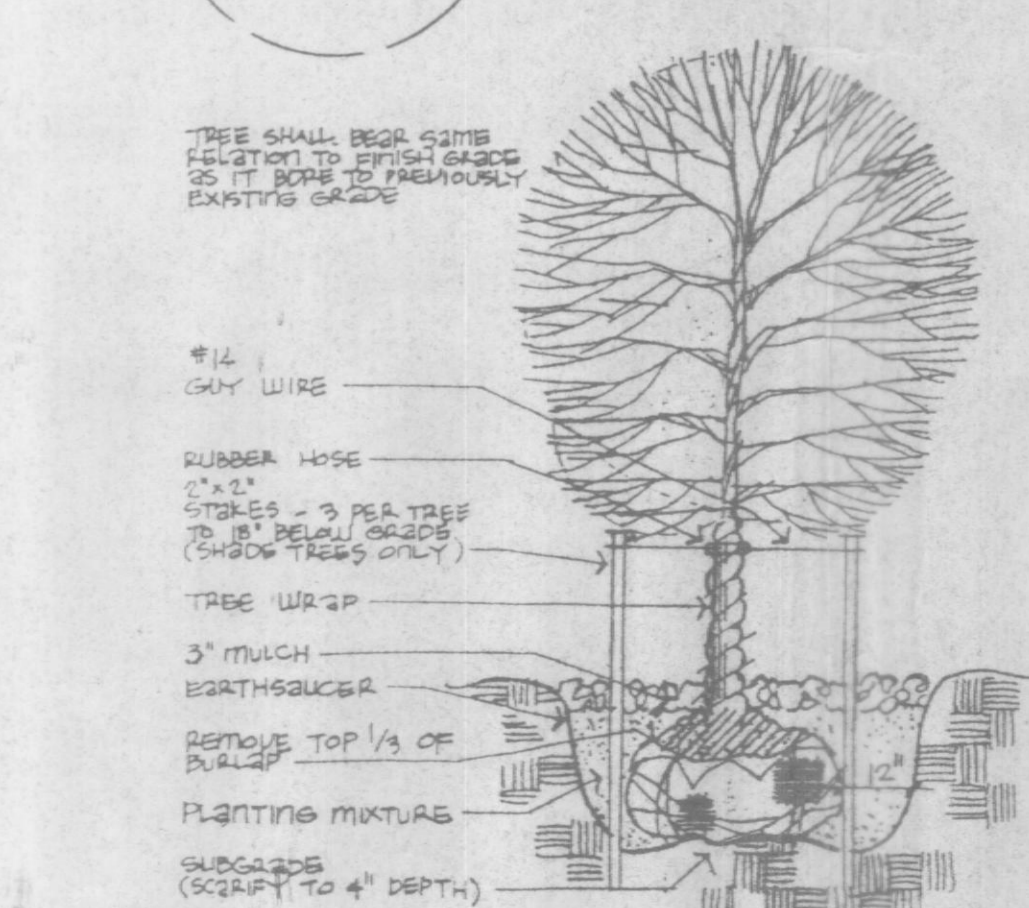 TREE SHALL BEAR SAME
RELATION TO FINISH GRADE
AS IT BORE TO PREVIOUSLY
EXISTING GRADE
#14
GUY WIRE
RUBBER HOSE
2"x2"
STAKES - 3 PER TREE
TO 18" BELOW GRADE
(SHADE TREES ONLY)
TREE WRAP
3" MULCH
EARTHSAUCER
REMOVE TOP 1/3 OF
BURLAP
12"
PLANTING MIXTURE
SUBGRADE
(SCARIFY TO 4" DEPTH)